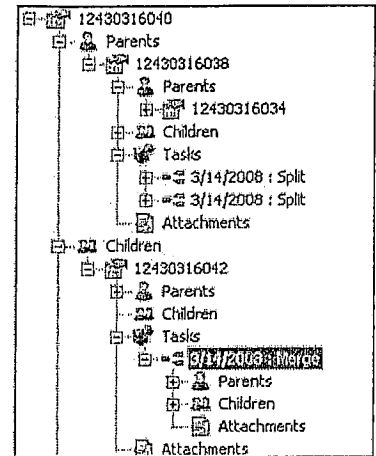 12430316040
Parents
12430316038
Parents
12430316034
Children
Tasks
3/14/2008 : Split
3/14/2008 : Split
Attachments
Children
12430316042
Parents
Children
Tasks
3/14/2003 : Merge
Parents
Children
Attachments
Attachments